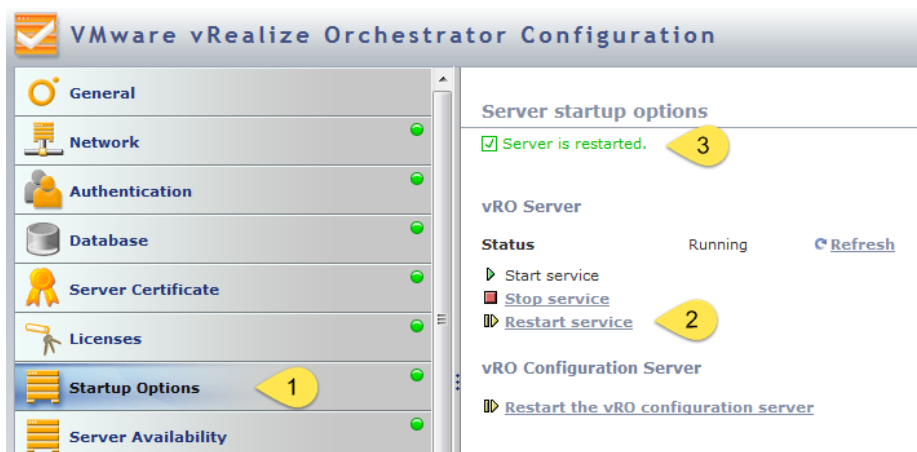 VMware vRealize Orchestrator Configuration
General
Network
Authentication
Database
Server Certificate
Licenses
Startup Options 1
Server Availability
Server startup options
Server is restarted. 3
vRO Server
Status Running Refresh
Start service
Stop service
Restart service 2
vRO Configuration Server
Restart the vRO configuration server